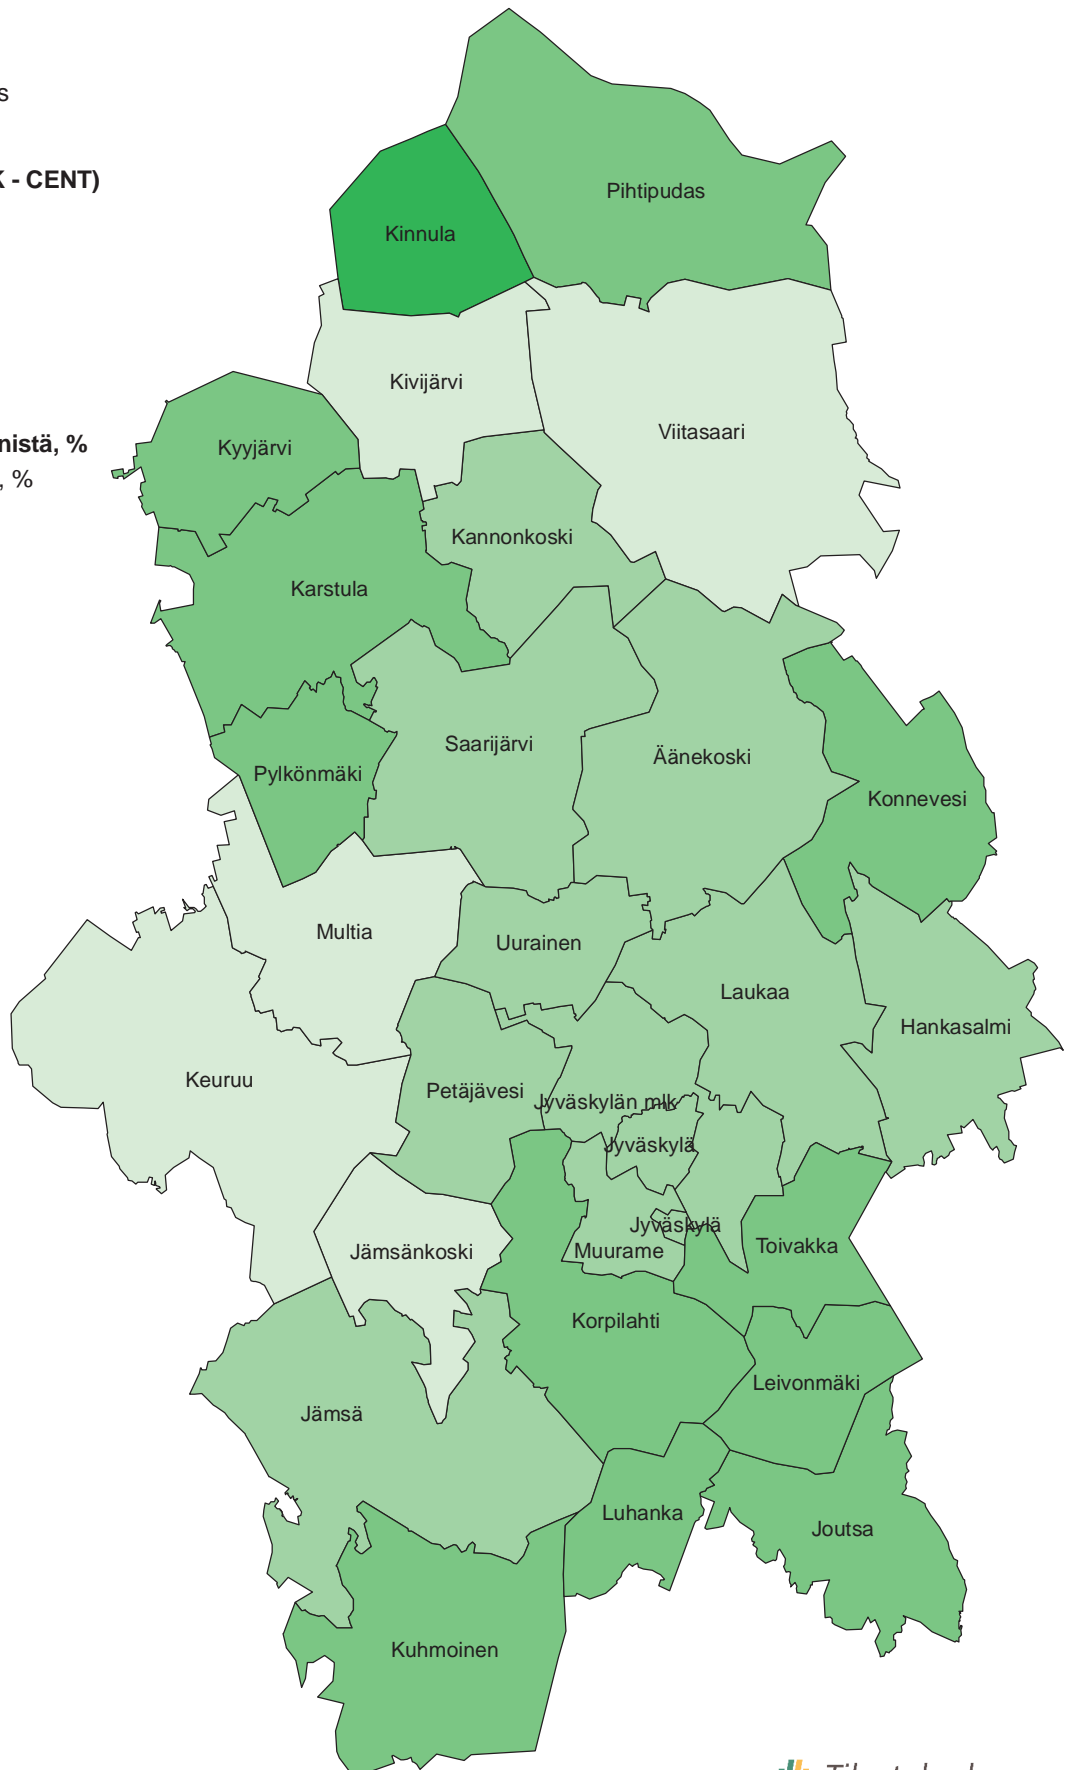 s
K - CENT)
nistä, %
, %
Pihtipudas
Kinnula
Kivijärvi
Viitasaari
Kyyjärvi
Kannonkoski
Karstula
Saarijärvi
Äänekoski
Pylkönmäki
Konnevesi
Multia
Uurainen
Laukaa
Hankasalmi
Keuruu
Petäjävesi
Jyväskylän mlk
Jyväskylä
Jyväskylä
Toivakka
Jämsänkoski
Muurame
Korpilahti
Leivonmäki
Jämsä
Luhanka
Joutsa
Kuhmoinen